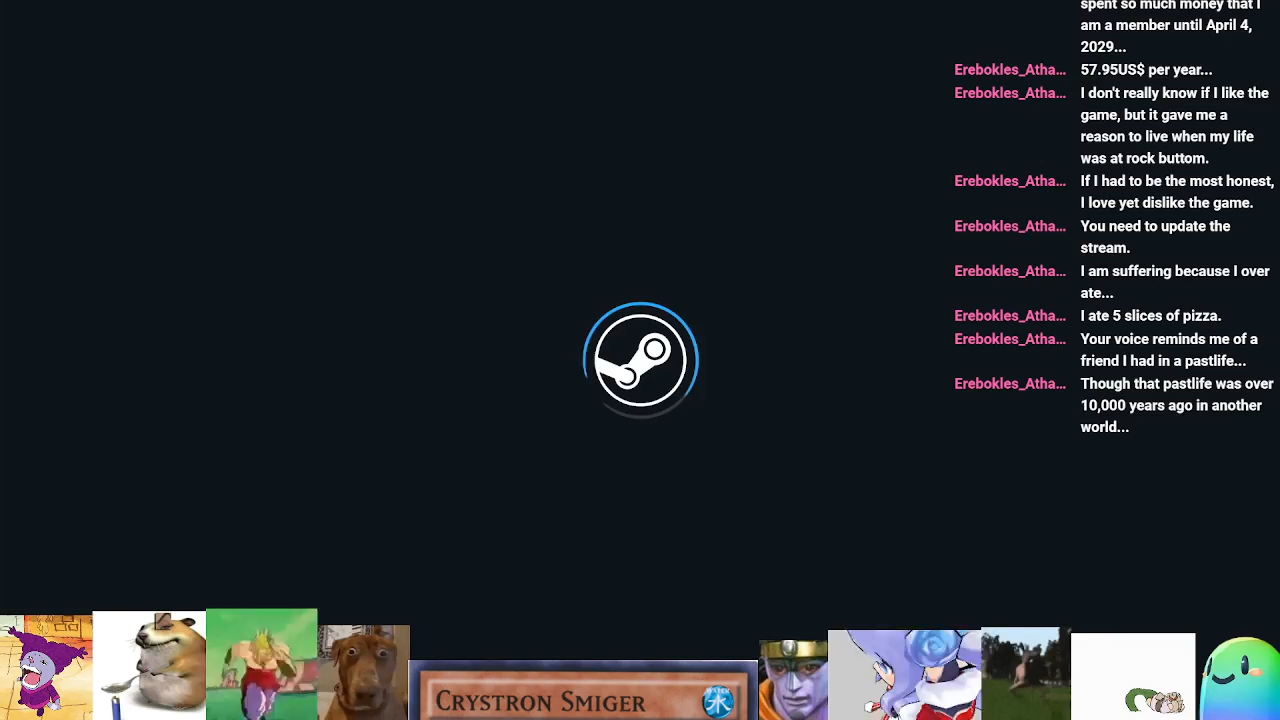 spent so much money that I
am a member until April 4,
2029...
Erebokles_Atha... 57.95US$ per year...
Erebokles_Atha... I don't really know if I like the
game, but it gave me a
reason to live when my life
was at rock buttom.
Erebokles_Atha... If I had to be the most honest,
I love yet dislike the game.
Erebokles_Atha... You need to update the
stream.
Erebokles_Atha... I am suffering because I over
ate...
Erebokles_Atha... I ate 5 slices of pizza.
Erebokles_Atha... Your voice reminds me of a
friend I had in a pastlife...
Erebokles_Atha... Though that pastlife was over
10,000 years ago in another
world...
CRYSTRON SMIGER
水